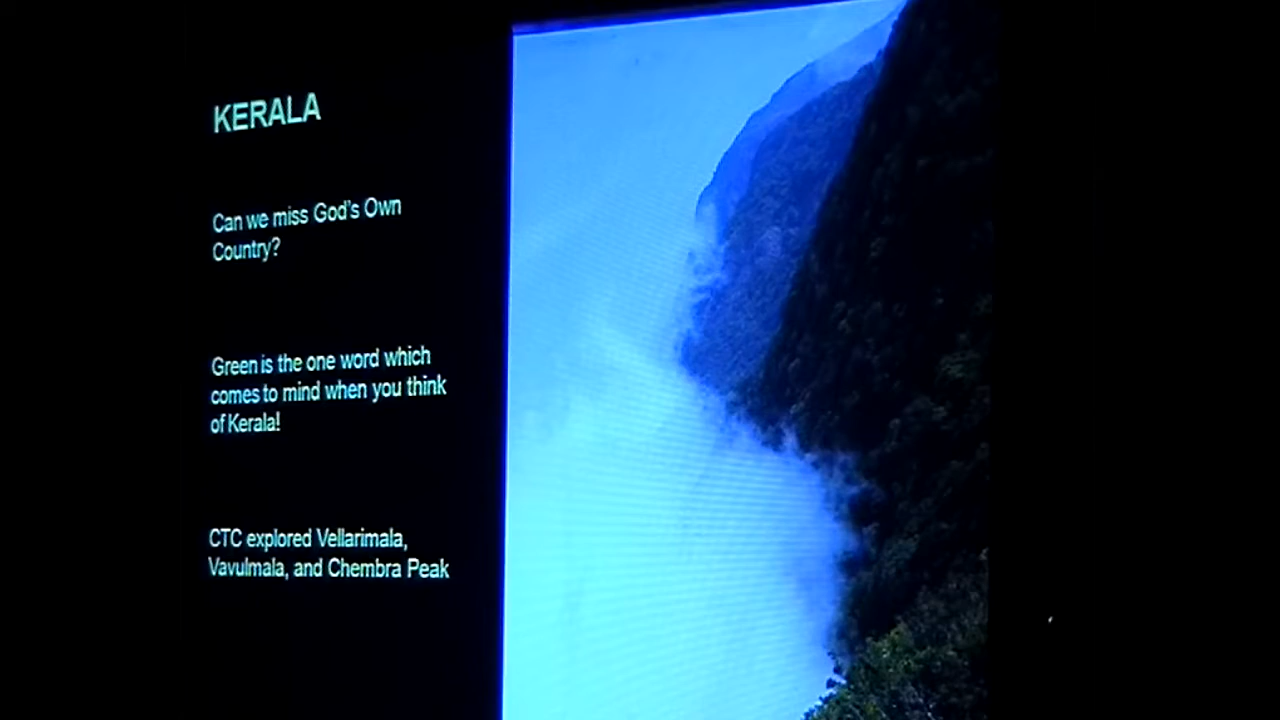 KERALA
Can we miss God's Own
Country?
Green is the one word which
comes to mind when you think
of Kerala!
CTC explored Vellarimala,
Vavulmala, and Chembra Peak